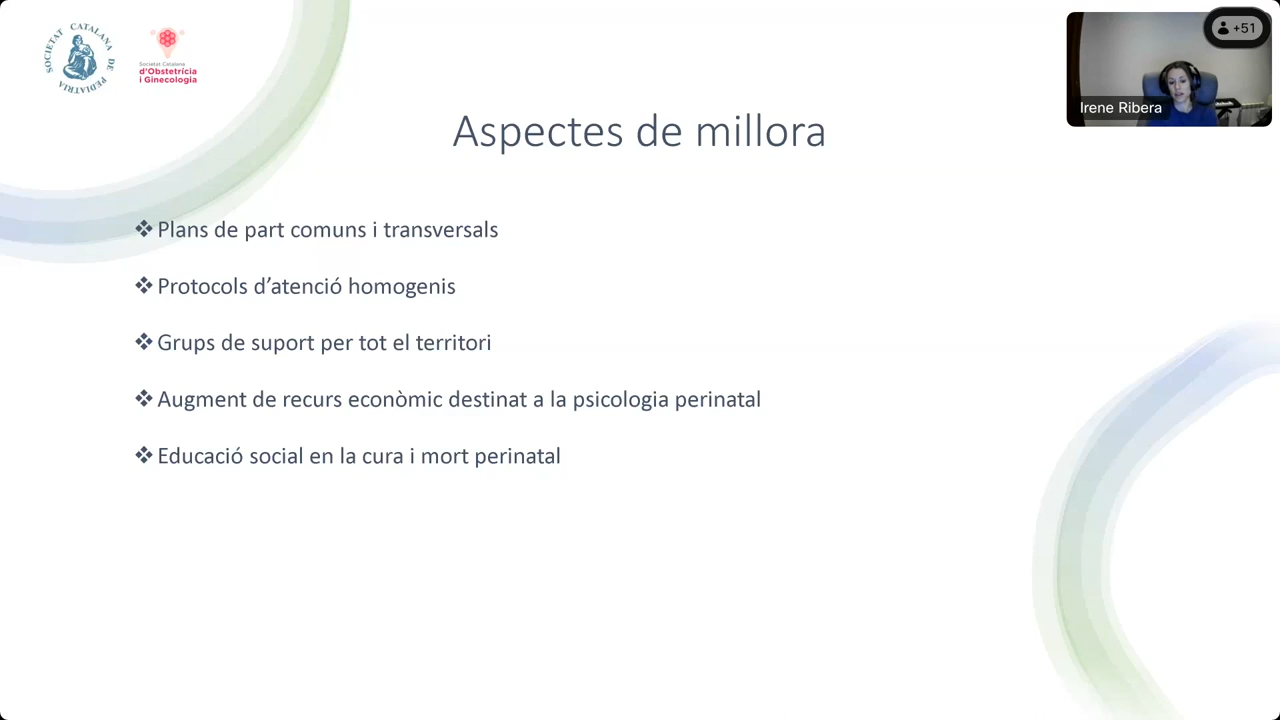 SOCIETAT CATALANA DE PEDIATRIA
Societat Catalana
d'Obstetrícia
i Ginecologia
+51
Irene Ribera
Aspectes de millora
❖ Plans de part comuns i transversals
❖ Protocols d’atenció homogenis
❖ Grups de suport per tot el territori
❖ Augment de recurs econòmic destinat a la psicologia perinatal
❖ Educació social en la cura i mort perinatal